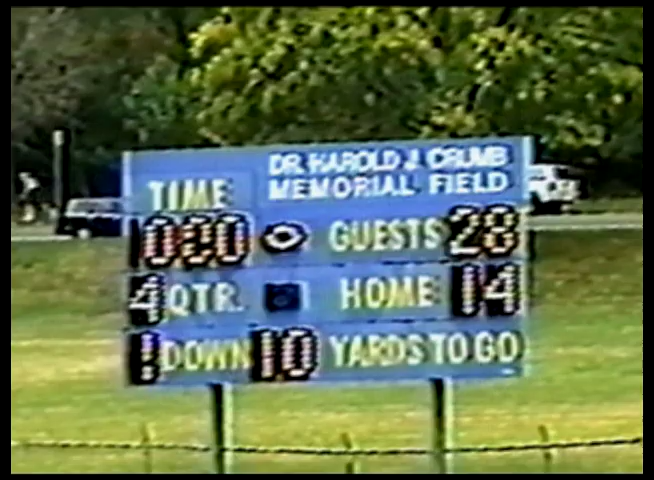 DR. HAROLD J. CRUMB
MEMORIAL FIELD
TIME
0:00 GUESTS 28
4 QTR. HOME 14
1 DOWN 10 YARDS TO GO